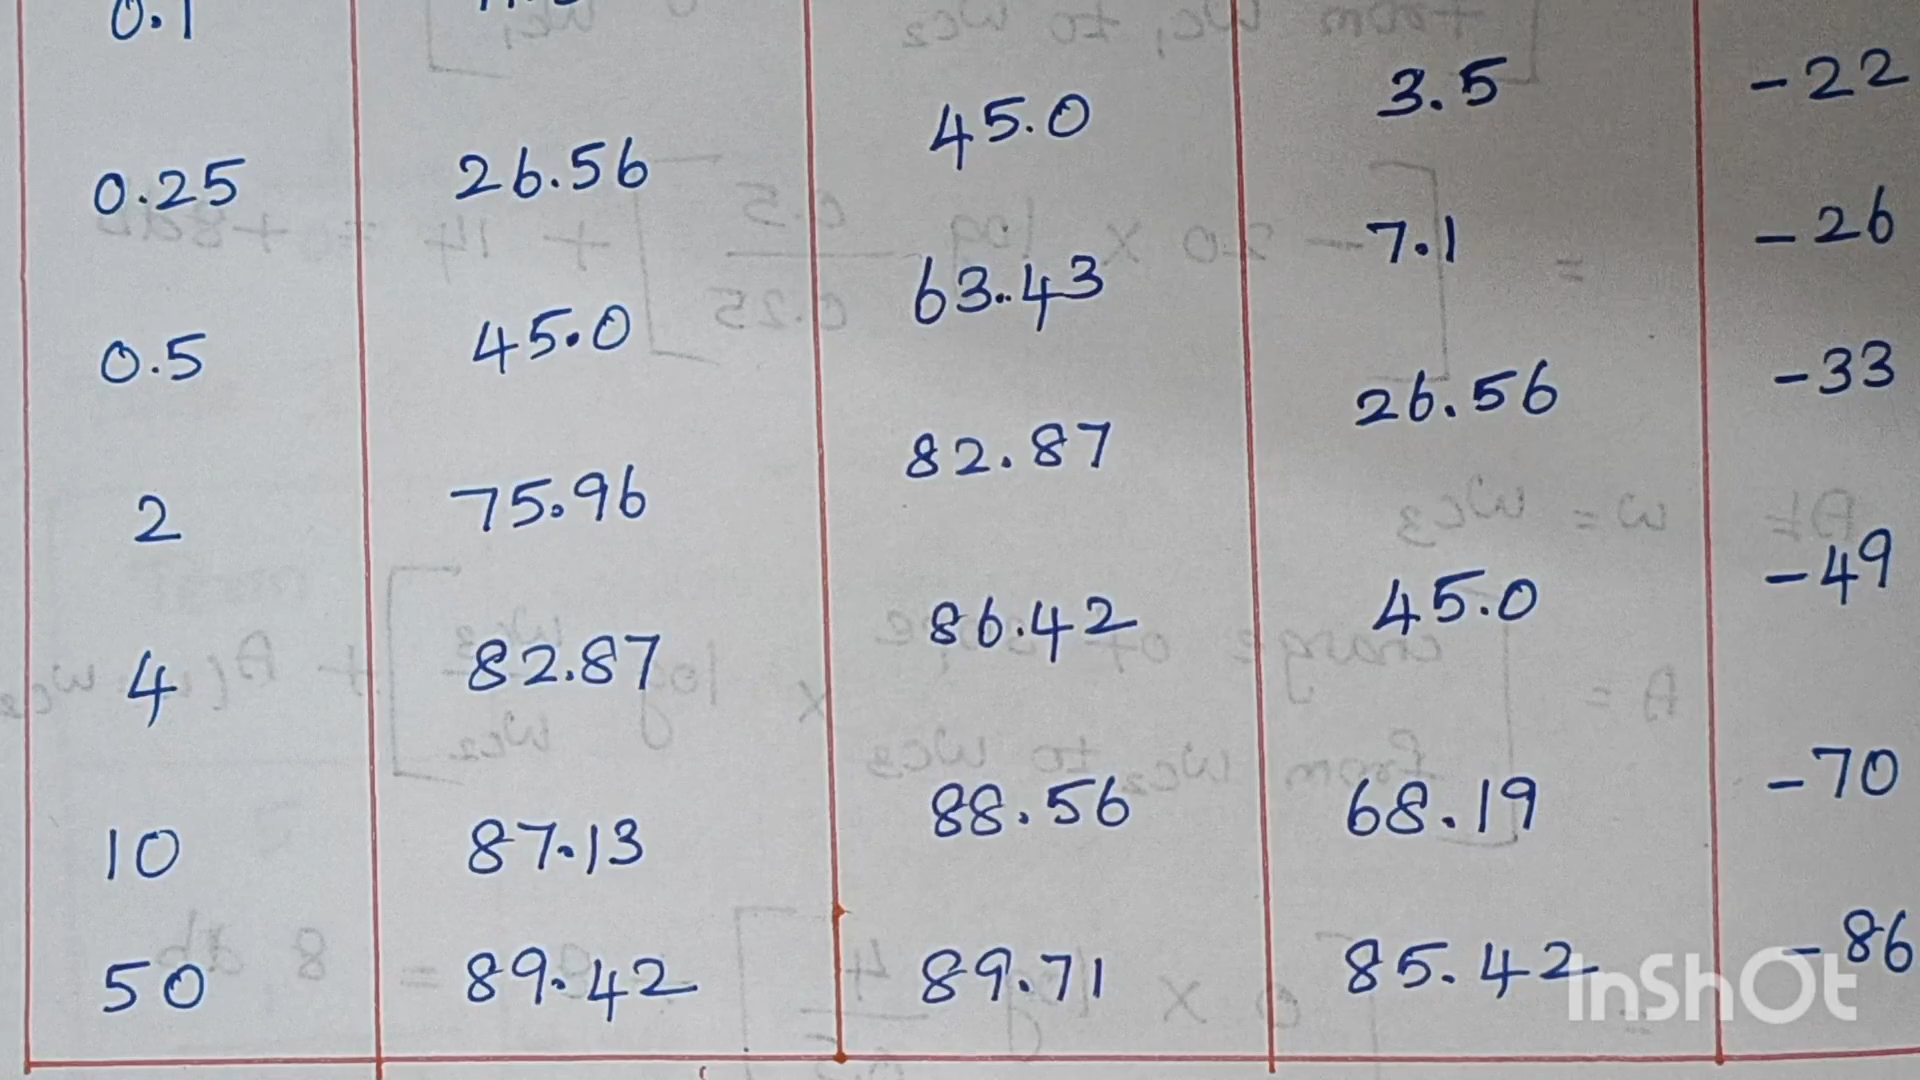 0.1
0.25 26.56 45.0 3.5 -22
0.5 45.0 63.43 7.1 -26
2 75.96 82.87 26.56 -33
4 82.87 86.42 45.0 -49
10 87.13 88.56 68.19 -70
50 89.42 89.71 85.42 -86
InShOt